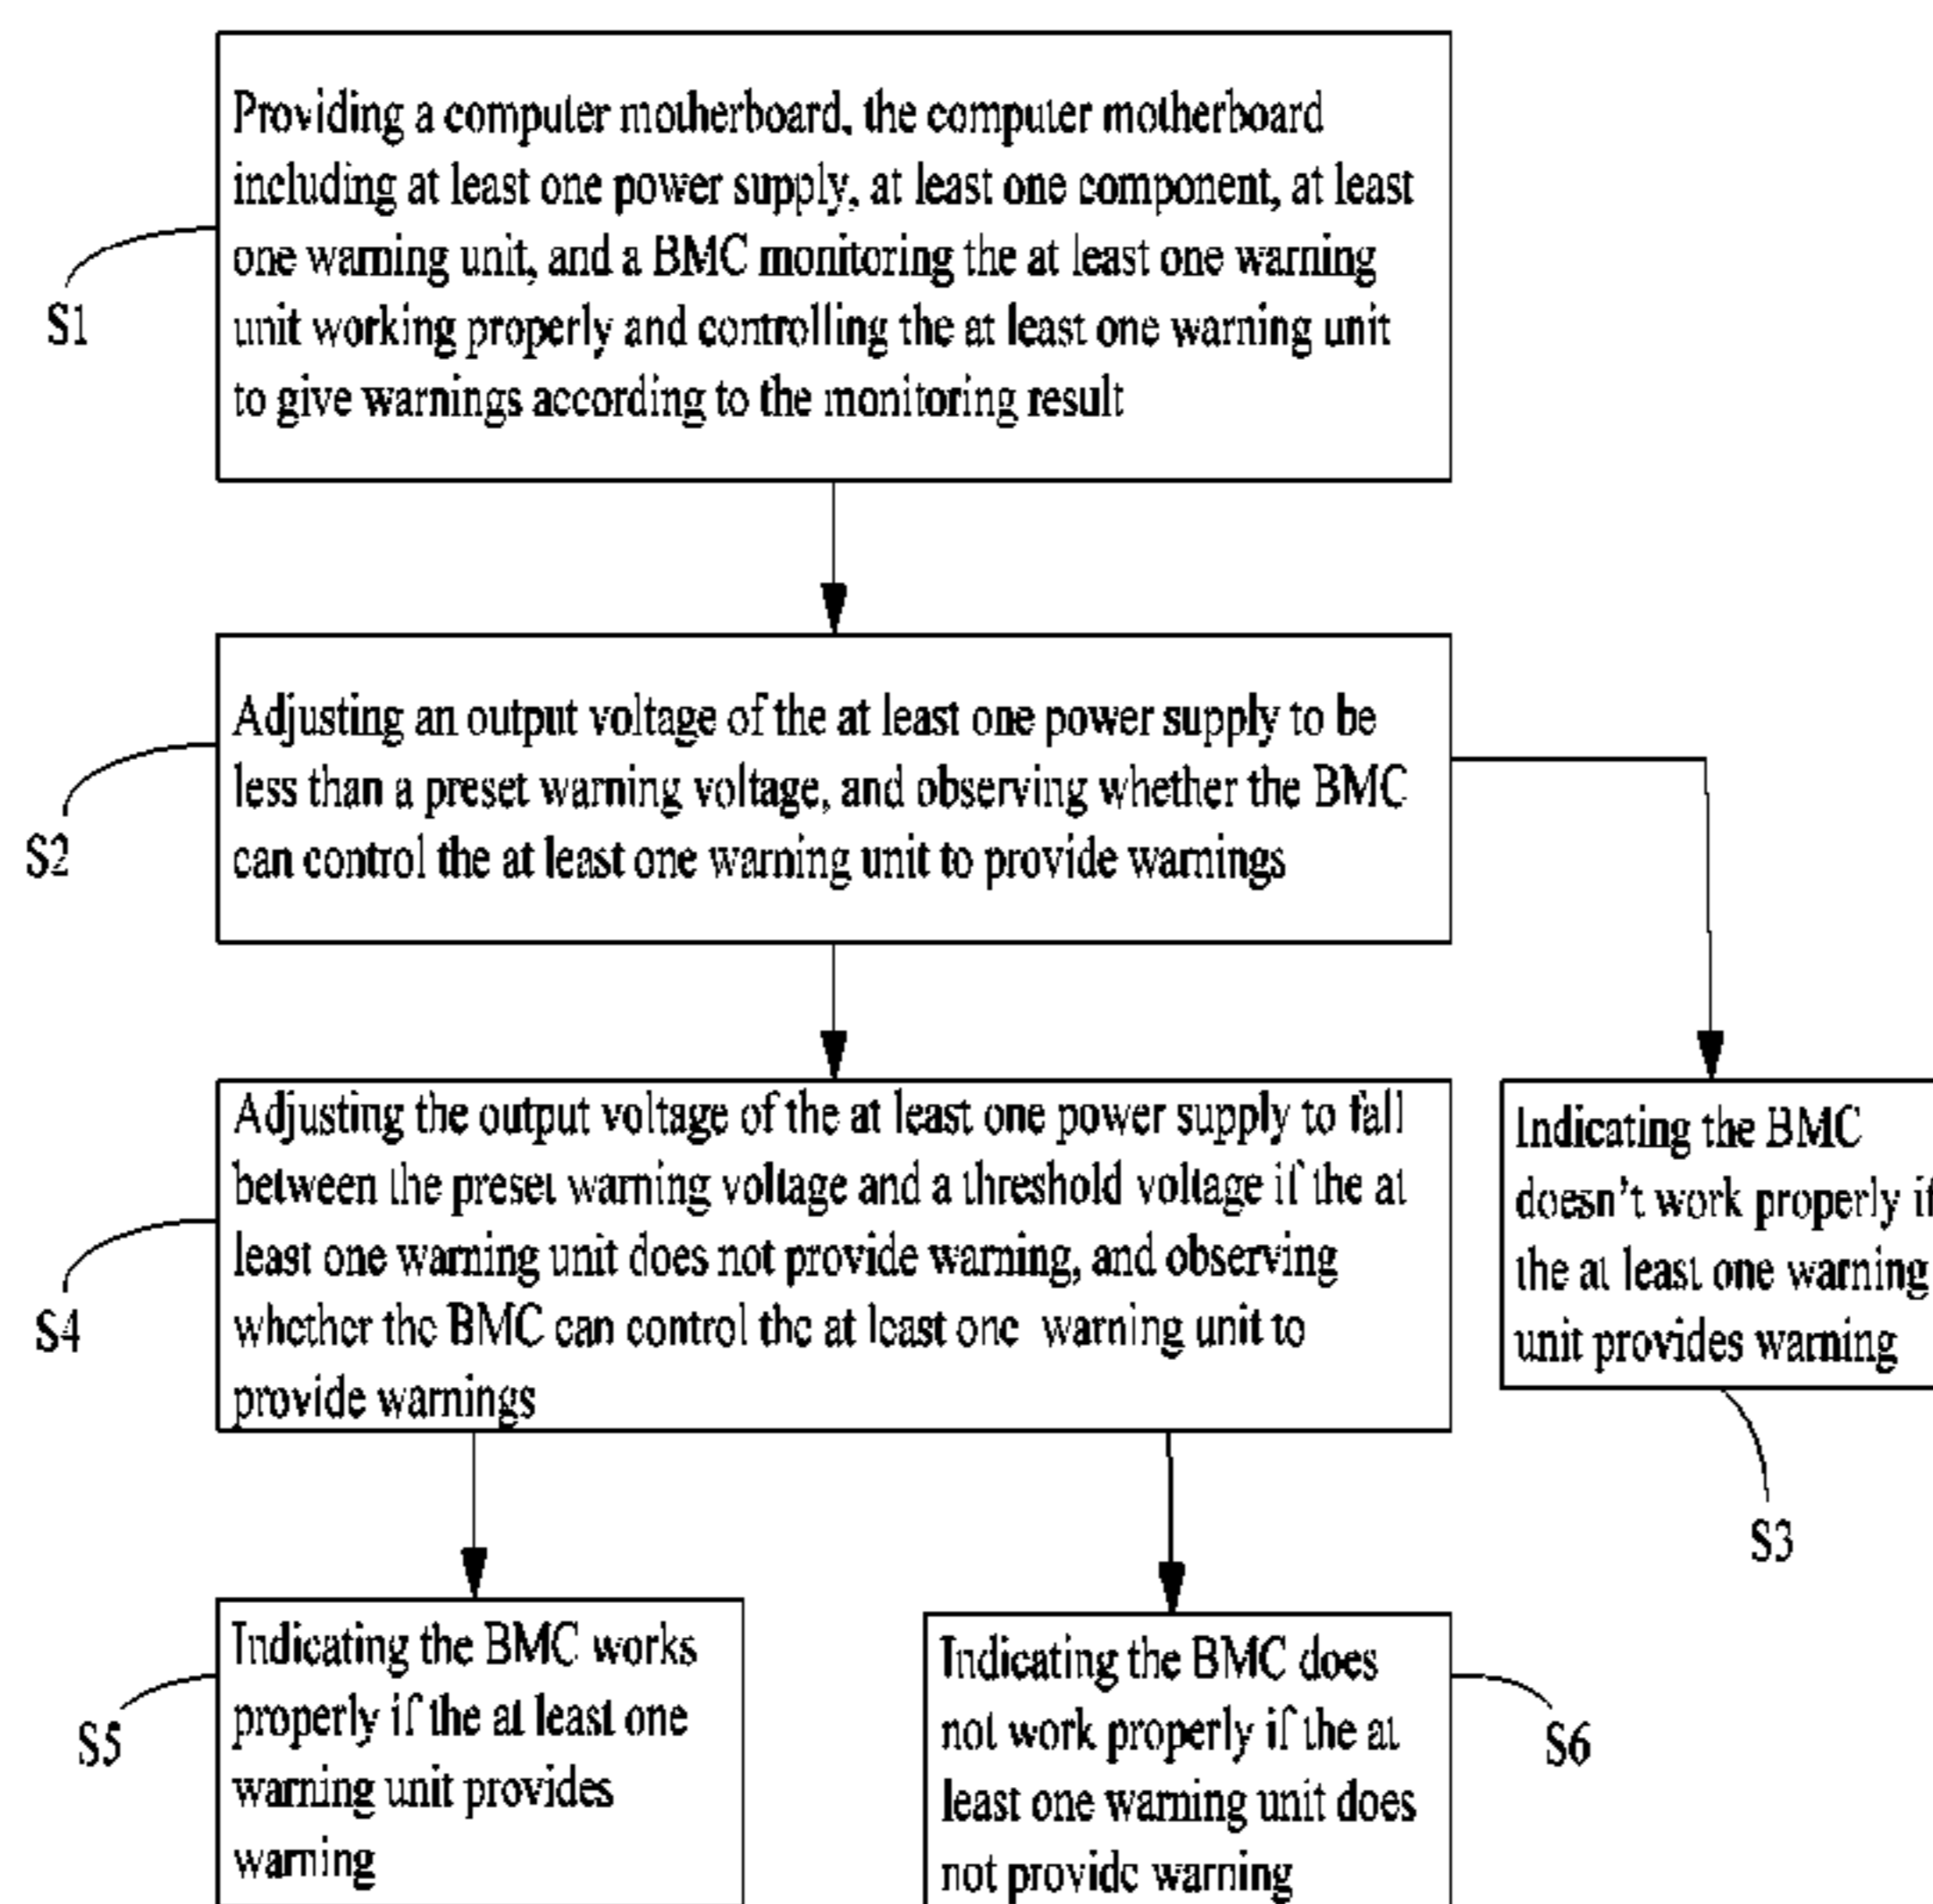 Providing a computer motherboard, the computer motherboard
including at least one power supply, at least one component, at least
one warning unit, and a BMC monitoring the at least one warning
unit working properly and controlling the at least one warning unit
to give warnings according to the monitoring result
S1
Adjusting an output voltage of the at least one power supply to be
less than a preset warning voltage, and observing whether the BMC
can control the at least one warning unit to provide warnings
S2
Adjusting the output voltage of the at least one power supply to fall
between the preset warning voltage and a threshold voltage if the at
least one warning unit does not provide warning, and observing
whether the BMC can control the at least one warning unit to
provide warnings
S4
Indicating the BMC
doesn't work properly if
the at least one warning
unit provides warning
S3
Indicating the BMC works
properly if the at least one
warning unit provides
warning
S5
Indicating the BMC does
not work properly if the at
least one warning unit does
not provide warning
S6